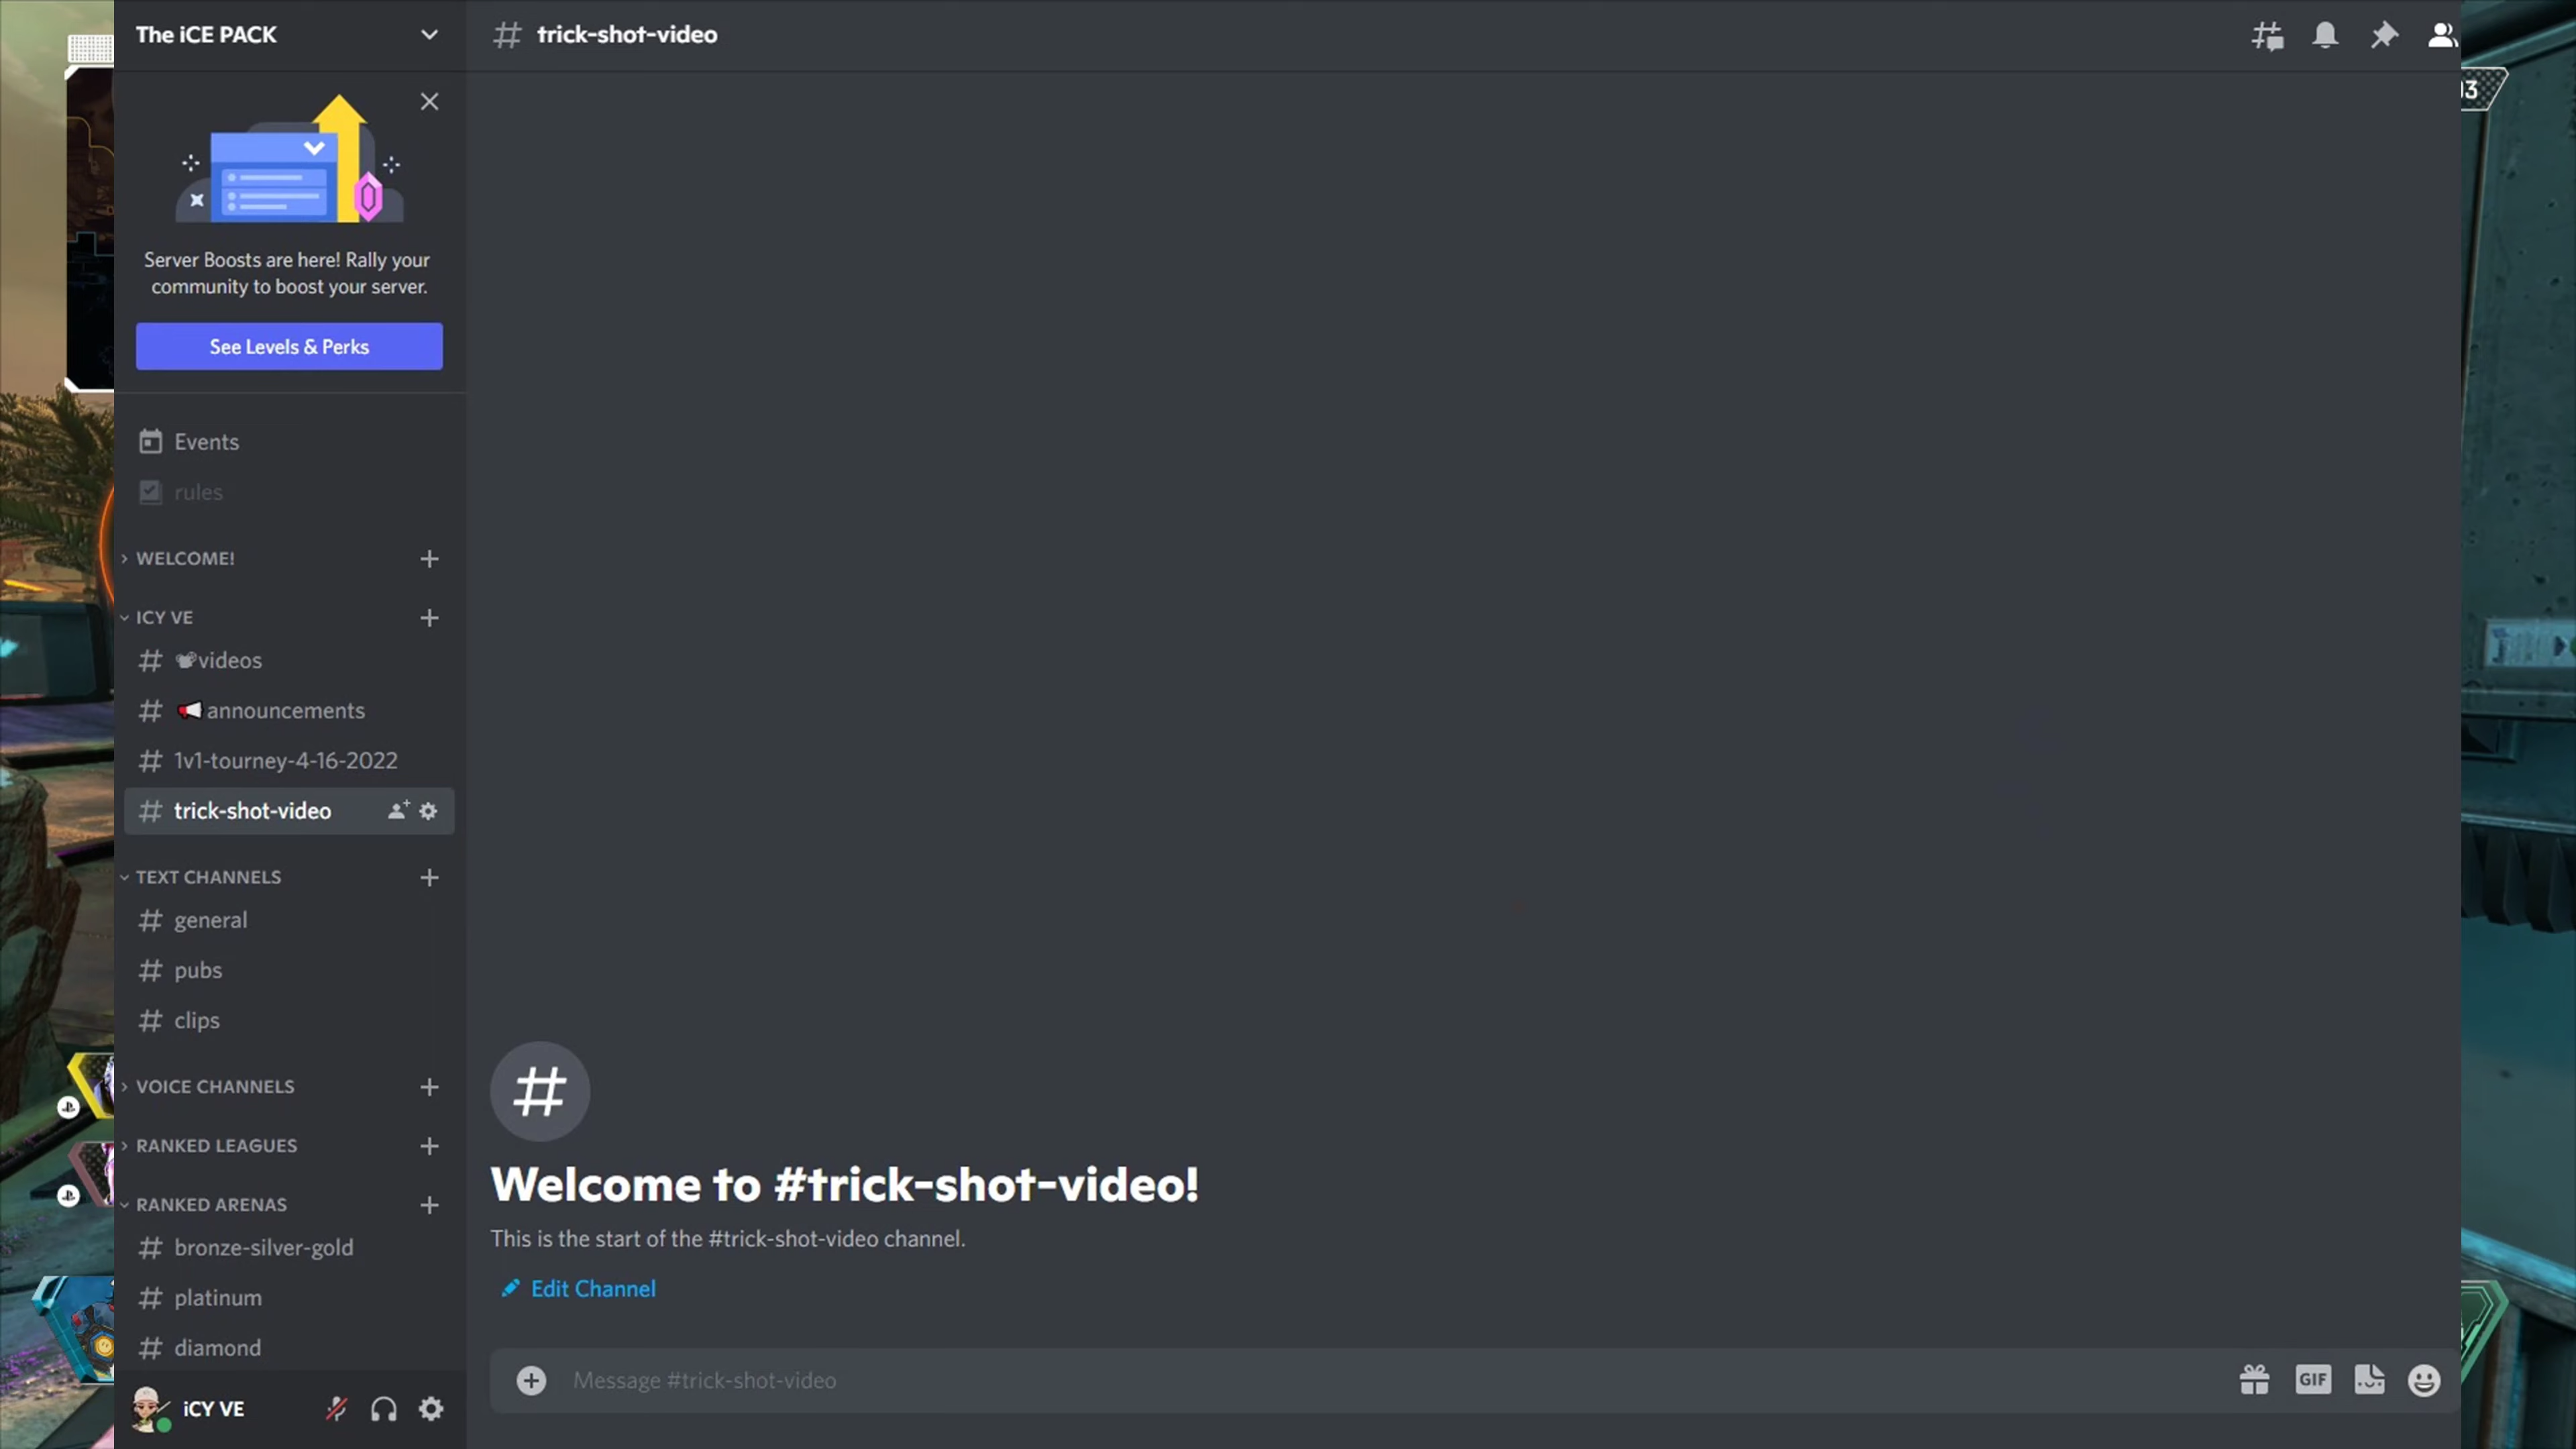 The iCE PACK
Server Boosts are here! Rally your
community to boost your server.
See Levels & Perks
Events
rules
WELCOME!
ICY VE
videos
announcements
1v1-tourney-4-16-2022
trick-shot-video
TEXT CHANNELS
general
pubs
clips
VOICE CHANNELS
RANKED LEAGUES
RANKED ARENAS
bronze-silver-gold
platinum
diamond
iCY VE
trick-shot-video
Welcome to #trick-shot-video!
This is the start of the #trick-shot-video channel.
Edit Channel
Message #trick-shot-video
GIF